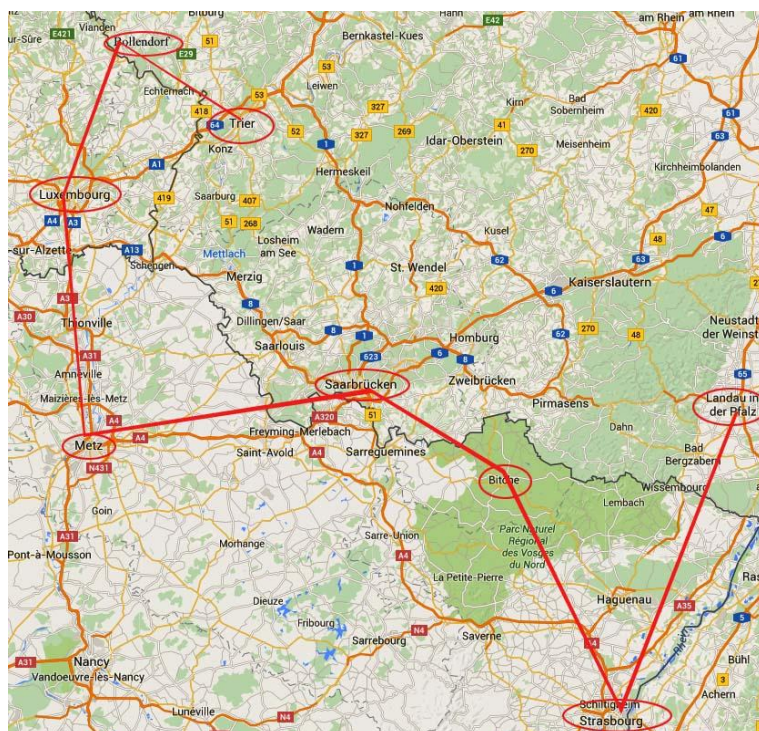 Vianden
Bitburg
Hahn
E42
am Rhein
am Rhein
E421
ur-Sûre
Bollendorf
51
E29
Bernkastel-Kues
61
Echternach
53
53
Leiwen
327
418
64
Trier
52
327
269
41
Kirn
Bad
Sobernheim
420
61
63
Konz
1
Idar-Oberstein
270
Meisenheim
A1
Hermeskeil
Kirchheimbolanden
Luxembourg
419
Saarburg
407
51
268
Nohfelden
47
A4
A3
Wadern
Kusel
48
6
-sur-Alzette
A13
Schengen
Mettlach
Losheim
am See
1
St. Wendel
62
63
Merzig
420
6
Kaiserslautern
A3
8
A30
Thionville
Dillingen/Saar
8
1
Homburg
62
270
48
Neustadt
der Weinst
A31
Saarlouis
623
6
8
Amnéville
Maizières-lès-Metz
Saarbrücken
Zweibrücken
65
A4
A320
51
Pirmasens
Landau in
der Pfalz
Metz
A4
Freyming-Merlebach
Dahn
N431
Saint-Avold
A4
Sarreguemines
Bad
Bergzabern
Bitche
Wissembourg
Goin
Lembach
A31
Sarre-Union
Parc Naturel
Régional
des Vosges
du Nord
Pont-à-Mousson
Morhange
A4
La Petite-Pierre
Ras
Dieuze
Haguenau
A35
5
Fribourg
N4
Saverne
A4
Rhein
Sarrebourg
A31
Nancy
Bühl
Vandoeuvre-lès-Nancy
3
Achern
Lunéville
N4
Schiltigheim
Strasbourg